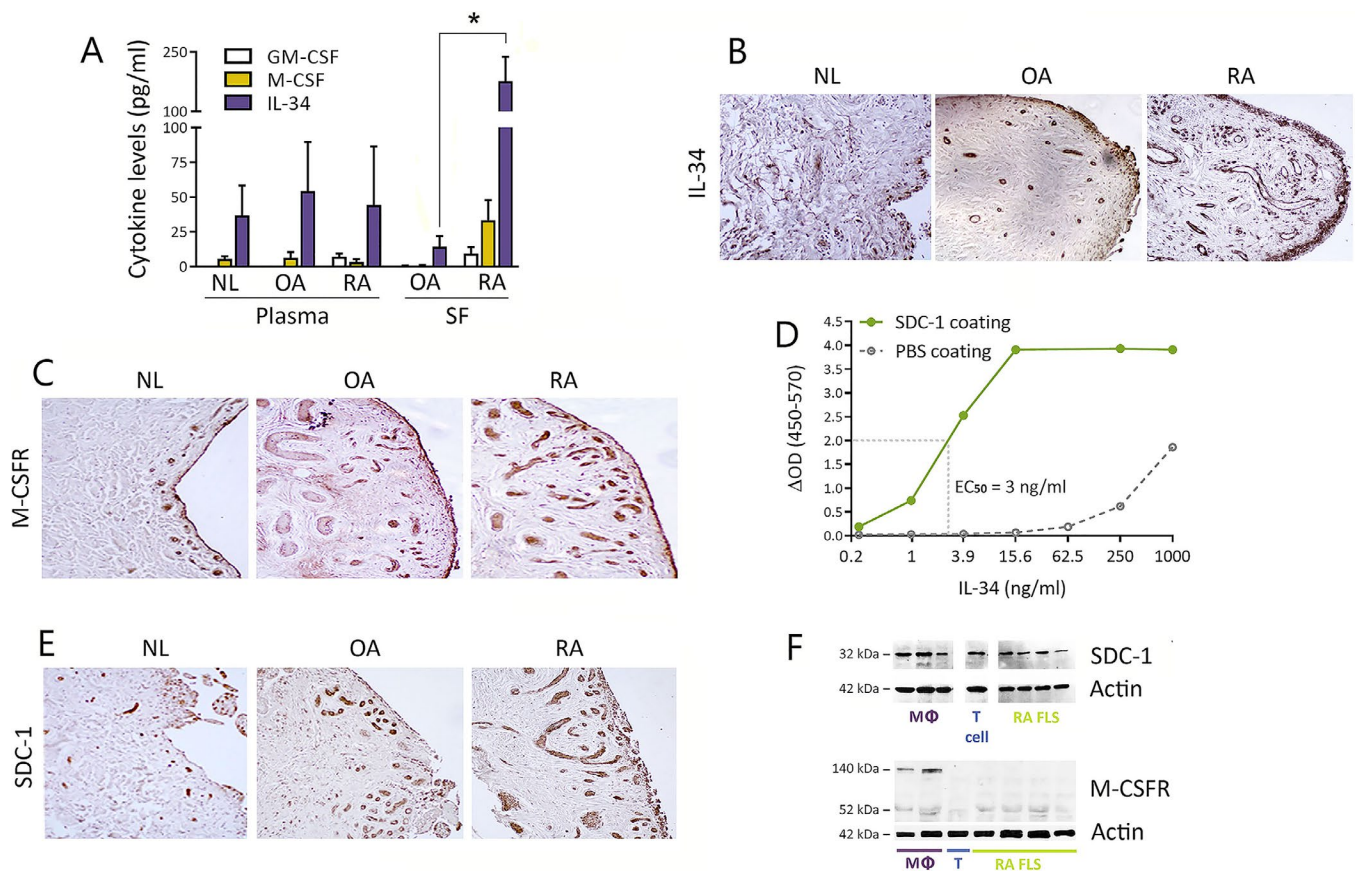 A
Cytokine levels (pg/ml)
250
100
100
75
50
25
0
GM-CSF
M-CSF
IL-34
*
NL
OA
RA
OA
RA
Plasma
SF
B
NL
OA
RA
IL-34
C
NL
OA
RA
M-CSFR
D
SDC-1 coating
PBS coating
ΔOD (450-570)
4.5
4.0
3.5
3.0
2.5
2.0
1.5
1.0
0.5
0.0
EC₅₀ = 3 ng/ml
0.2
1
3.9
15.6
62.5
250
1000
IL-34 (ng/ml)
E
NL
OA
RA
SDC-1
F
32 kDa
SDC-1
42 kDa
Actin
MΦ
T
cell
RA FLS
140 kDa
M-CSFR
52 kDa
42 kDa
Actin
MΦ
T
RA FLS